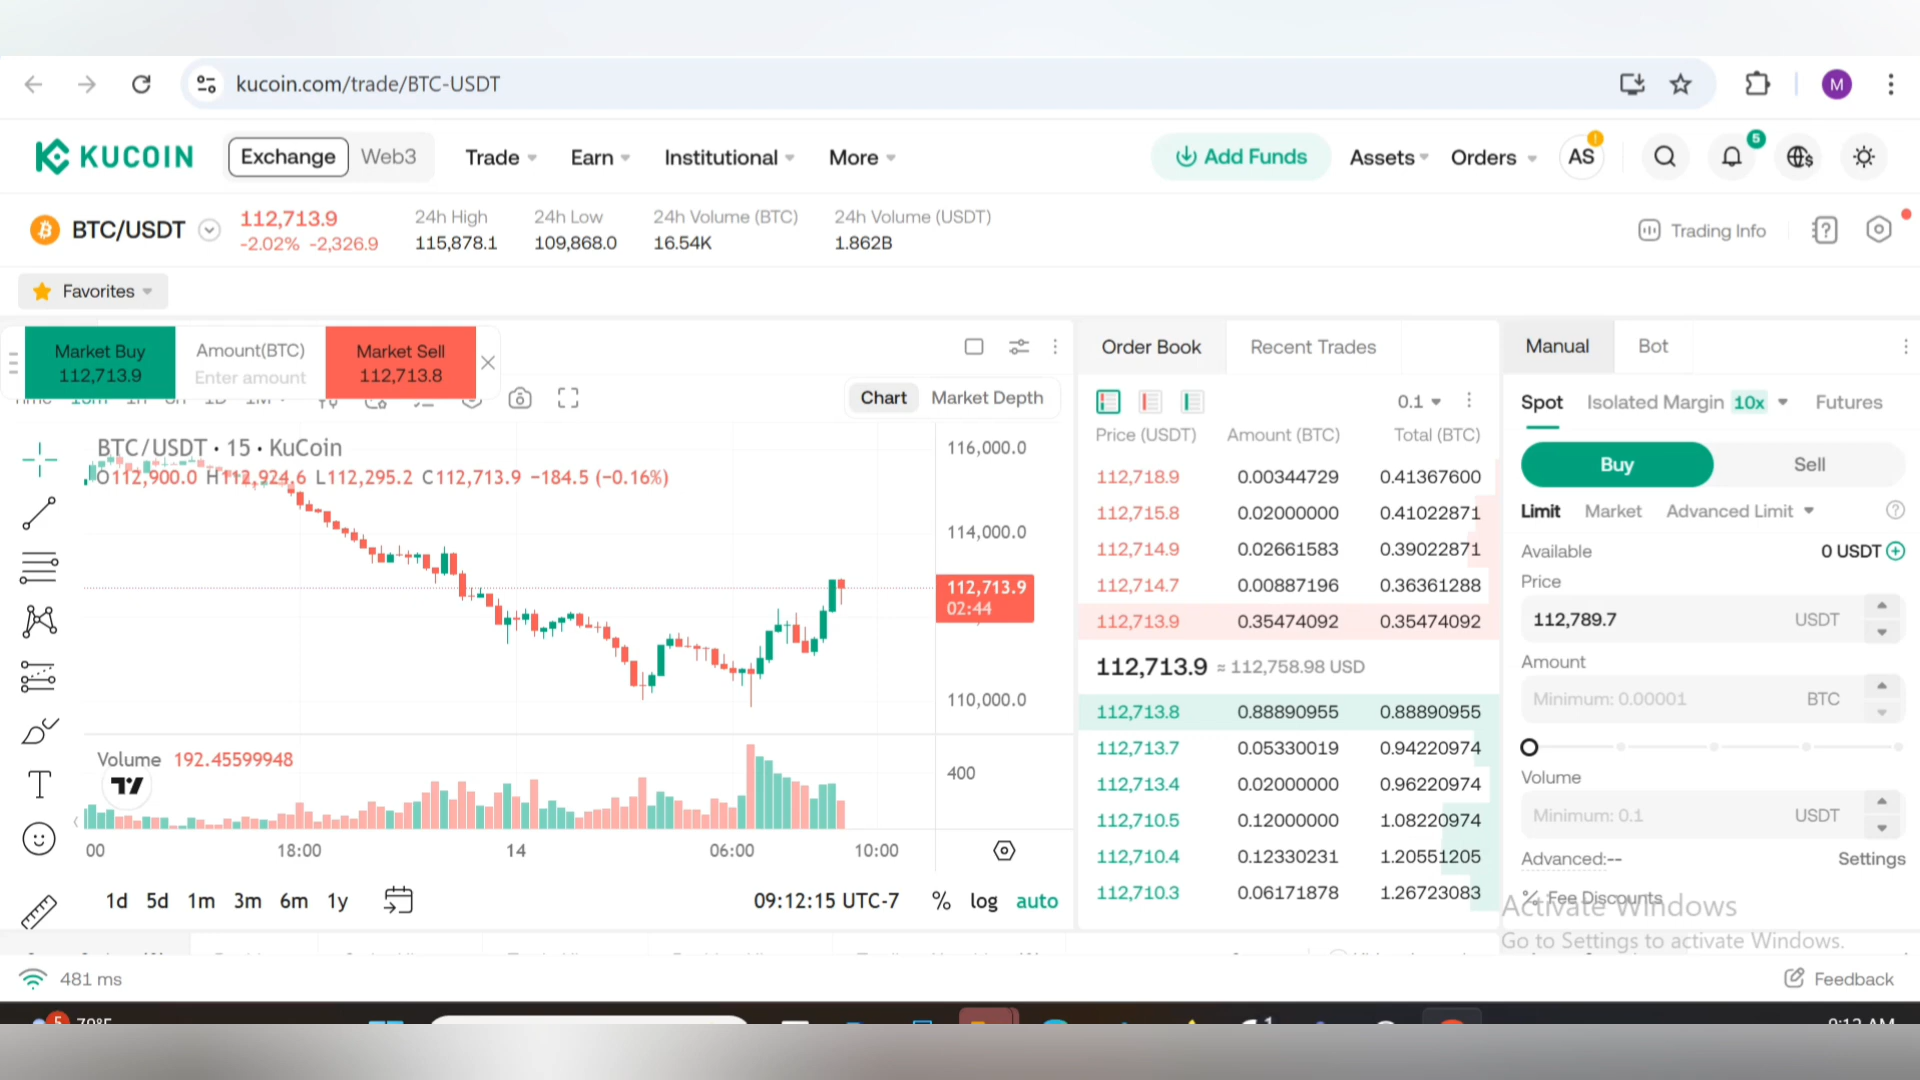 kucoin.com/trade/BTC-USDT
M
KUCOIN
Exchange Web3 Trade Earn Institutional More
Add Funds Assets Orders AS ! 5
BTC/USDT 112,713.9 -2.02% -2,326.9
24h High 115,878.1
24h Low 109,868.0
24h Volume (BTC) 16.54K
24h Volume (USDT) 1.862B
Trading Info
Favorites
Market Buy 112,713.9
Amount(BTC) Enter amount
Market Sell 112,713.8
Chart Market Depth
BTC/USDT · 15 · KuCoin
O112,900.0 H112,924.6 L112,295.2 C112,713.9 −184.5 (−0.16%)
116,000.0
114,000.0
112,713.9
02:44
110,000.0
Volume 192.45599948
400
00 18:00 14 06:00 10:00
1d 5d 1m 3m 6m 1y
09:12:15 UTC-7 % log auto
Order Book Recent Trades
0.1
Price (USDT) Amount (BTC) Total (BTC)
112,718.9 0.00344729 0.41367600
112,715.8 0.02000000 0.41022871
112,714.9 0.02661583 0.39022871
112,714.7 0.00887196 0.36361288
112,713.9 0.35474092 0.35474092
112,713.9 ≈ 112,758.98 USD
112,713.8 0.88890955 0.88890955
112,713.7 0.05330019 0.94220974
112,713.4 0.02000000 0.96220974
112,710.5 0.12000000 1.08220974
112,710.4 0.12330231 1.20551205
112,710.3 0.06171878 1.26723083
Manual Bot
Spot Isolated Margin 10x Futures
Buy Sell
Limit Market Advanced Limit
Available 0 USDT
Price
112,789.7 USDT
Amount
Minimum: 0.00001 BTC
Volume
Minimum: 0.1 USDT
Advanced:-- Settings
% Fee Discounts
Activate Windows
Go to Settings to activate Windows.
481 ms
Feedback